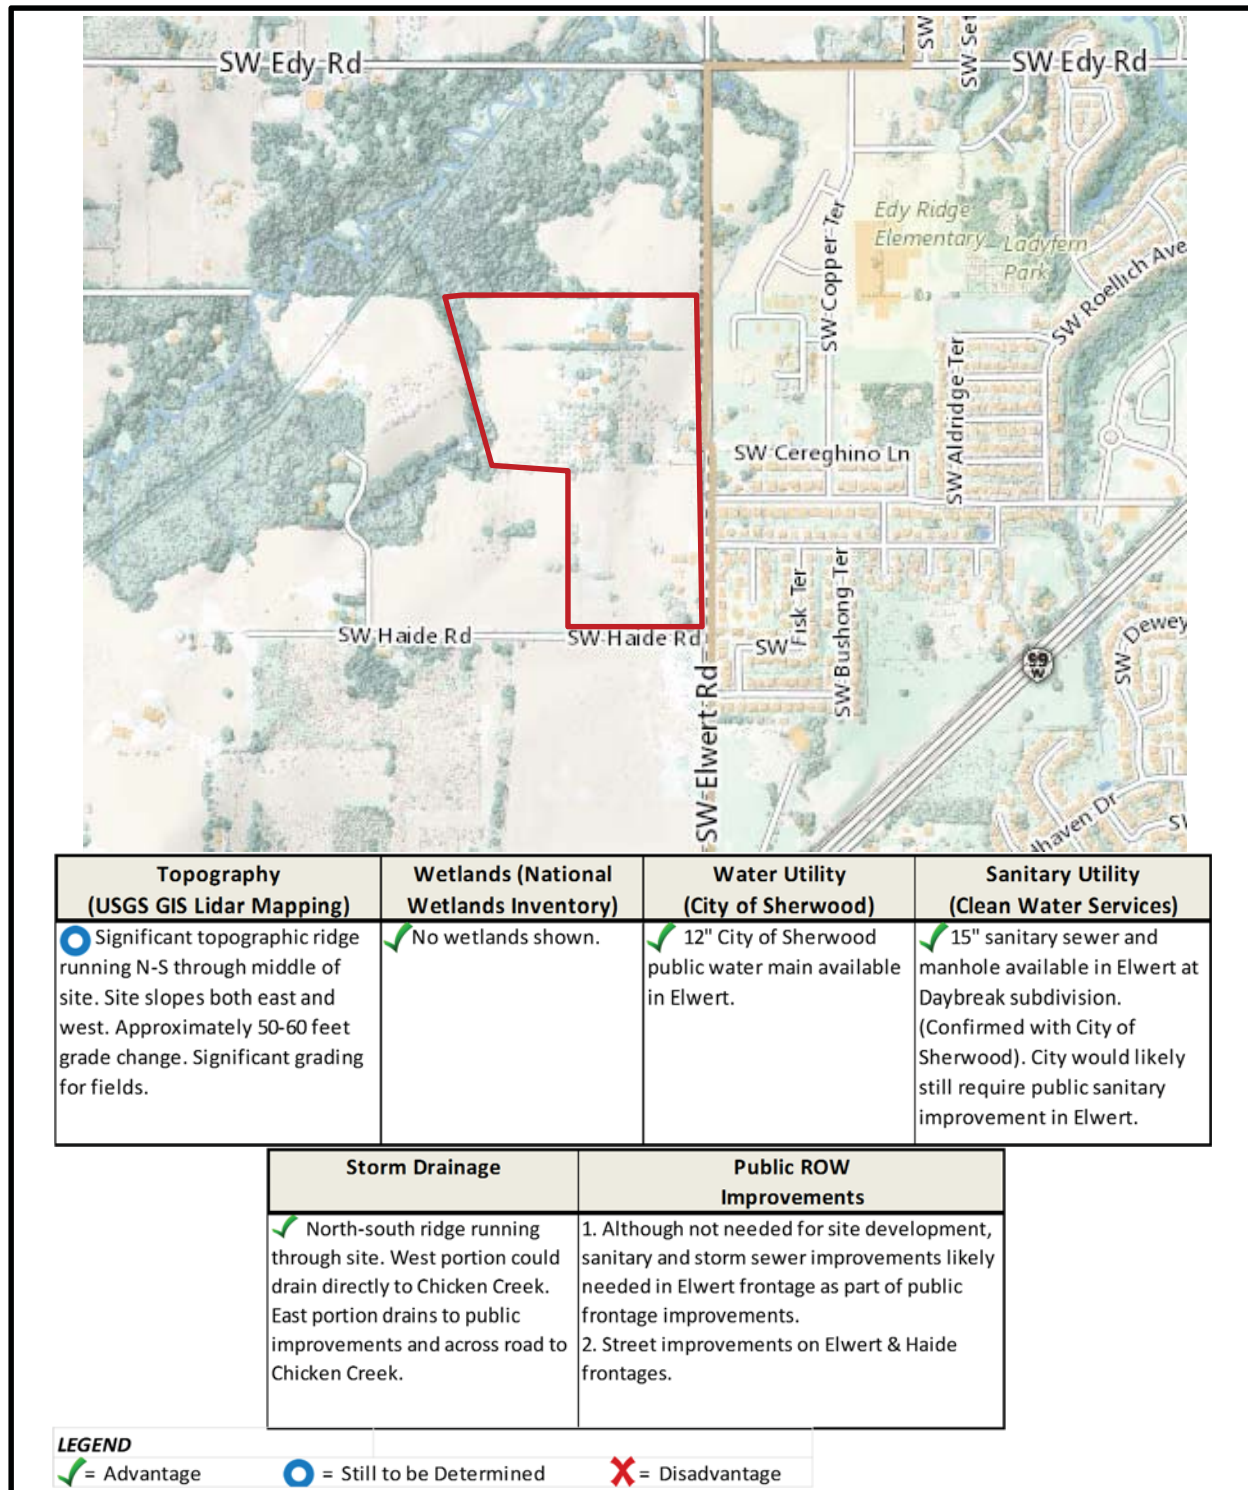 SW Edy Rd
SW
SW Set
SW Edy Rd
Edy Ridge
Elementary
Ladyfern
Park
SW Copper Ter
SW Roellich Ave
SW Aldridge Ter
SW Cereghino Ln
SW Haide Rd
SW Haide Rd
SW
Fisk Ter
SW Bushong Ter
SW Elwert Rd
99
W
SW Dewey
lhaven Dr
Topography
(USGS GIS Lidar Mapping)
Significant topographic ridge
running N-S through middle of
site. Site slopes both east and
west. Approximately 50-60 feet
grade change. Significant grading
for fields.
Wetlands (National
Wetlands Inventory)
No wetlands shown.
Water Utility
(City of Sherwood)
12" City of Sherwood
public water main available
in Elwert.
Sanitary Utility
(Clean Water Services)
15" sanitary sewer and
manhole available in Elwert at
Daybreak subdivision.
(Confirmed with City of
Sherwood). City would likely
still require public sanitary
improvement in Elwert.
Storm Drainage
North-south ridge running
through site. West portion could
drain directly to Chicken Creek.
East portion drains to public
improvements and across road to
Chicken Creek.
Public ROW
Improvements
1. Although not needed for site development,
sanitary and storm sewer improvements likely
needed in Elwert frontage as part of public
frontage improvements.
2. Street improvements on Elwert & Haide
frontages.
LEGEND
= Advantage
= Still to be Determined
= Disadvantage